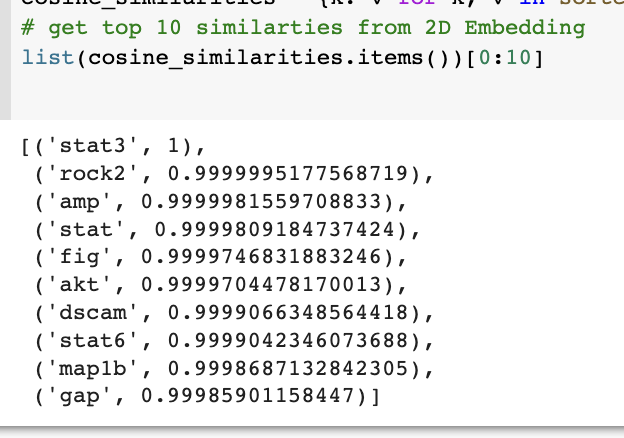 cosine_similarities = {k: v for k, v in sorte
# get top 10 similarties from 2D Embedding
list(cosine_similarities.items())[0:10]
[('stat3', 1),
('rock2', 0.9999995177568719),
('amp', 0.9999981559708833),
('stat', 0.9999809184737424),
('fig', 0.9999746831883246),
('akt', 0.9999704478170013),
('dscam', 0.9999066348564418),
('stat6', 0.9999042346073688),
('map1b', 0.9998687132842305),
('gap', 0.99985901158447)]